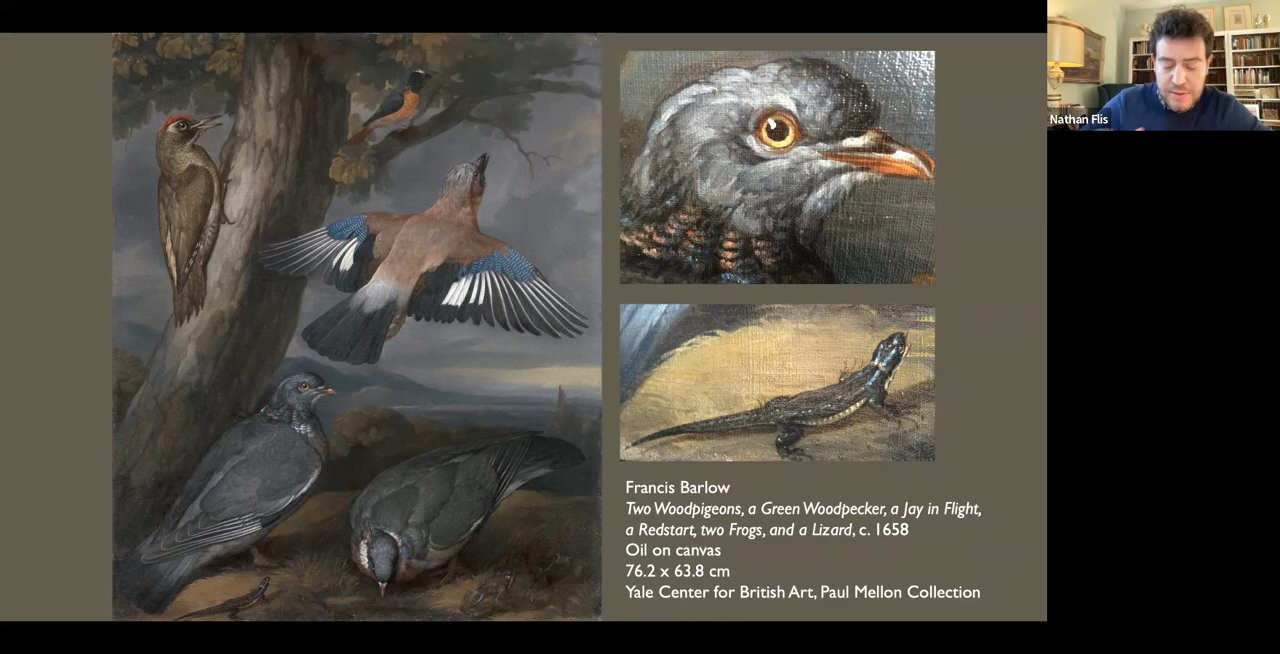 Nathan Flis
Francis Barlow
Two Woodpigeons, a Green Woodpecker, a Jay in Flight,
a Redstart, two Frogs, and a Lizard, c. 1658
Oil on canvas
76.2 x 63.8 cm
Yale Center for British Art, Paul Mellon Collection